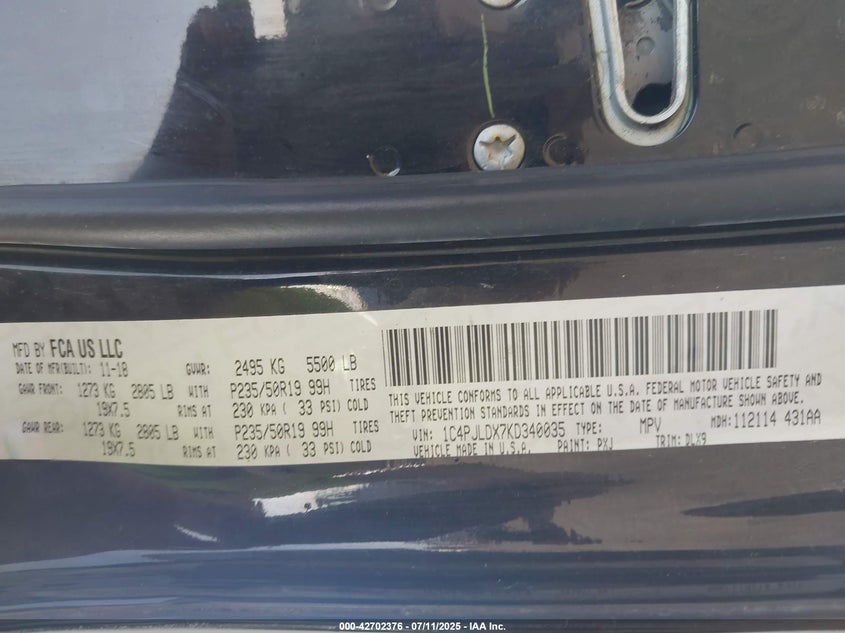 MFD BY FCA US LLC
DATE OF MFR(BUILT): 11-18 GVWR: 2495 KG 5500 LB
GAWR FRONT: 1273 KG 2805 LB WITH P235/50R19 99H TIRES
19X7.5 RIMS AT 230 KPA ( 33 PSI) COLD
GAWR REAR: 1273 KG 2805 LB WITH P235/50R19 99H TIRES
19X7.5 RIMS AT 230 KPA ( 33 PSI) COLD
THIS VEHICLE CONFORMS TO ALL APPLICABLE U.S.A. FEDERAL MOTOR VEHICLE SAFETY AND
THEFT PREVENTION STANDARDS IN EFFECT ON THE DATE OF MANUFACTURE SHOWN ABOVE.
VIN: 1C4PJLDX7KD340035 TYPE: MPV MDH: 112114 431AA
VEHICLE MADE IN U.S.A. PAINT: PXJ TRIM: DLX9
000-42702376 - 07/11/2025 - IAA Inc.